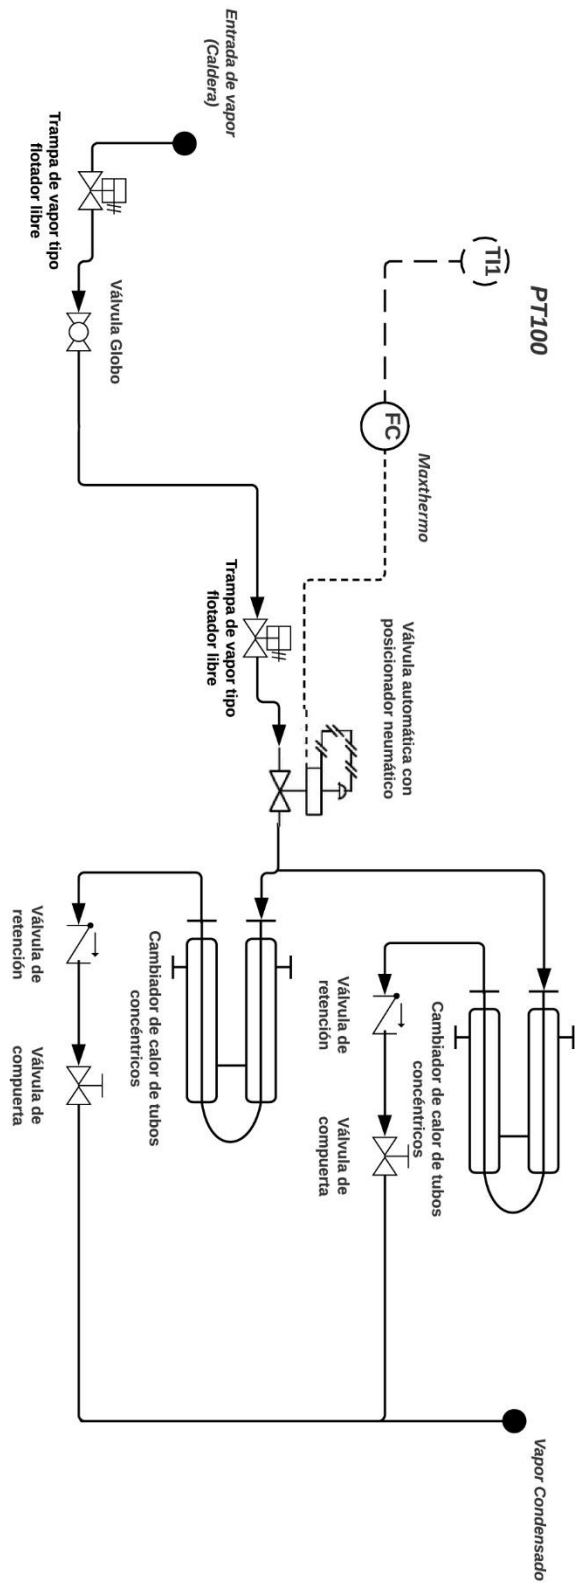 PT100
TI1
Entrada de vapor
(Caldera)
FC
Maxthermo
Trampa de vapor tipo
flotador libre
Válvula Globo
Trampa de vapor tipo
flotador libre
Válvula automática con
posicionador neumático
Cambiador de calor de tubos
concéntricos
Válvula de
retención
Válvula de
compuerta
Cambiador de calor de tubos
concéntricos
Válvula de
retención
Válvula de
compuerta
Vapor Condensado